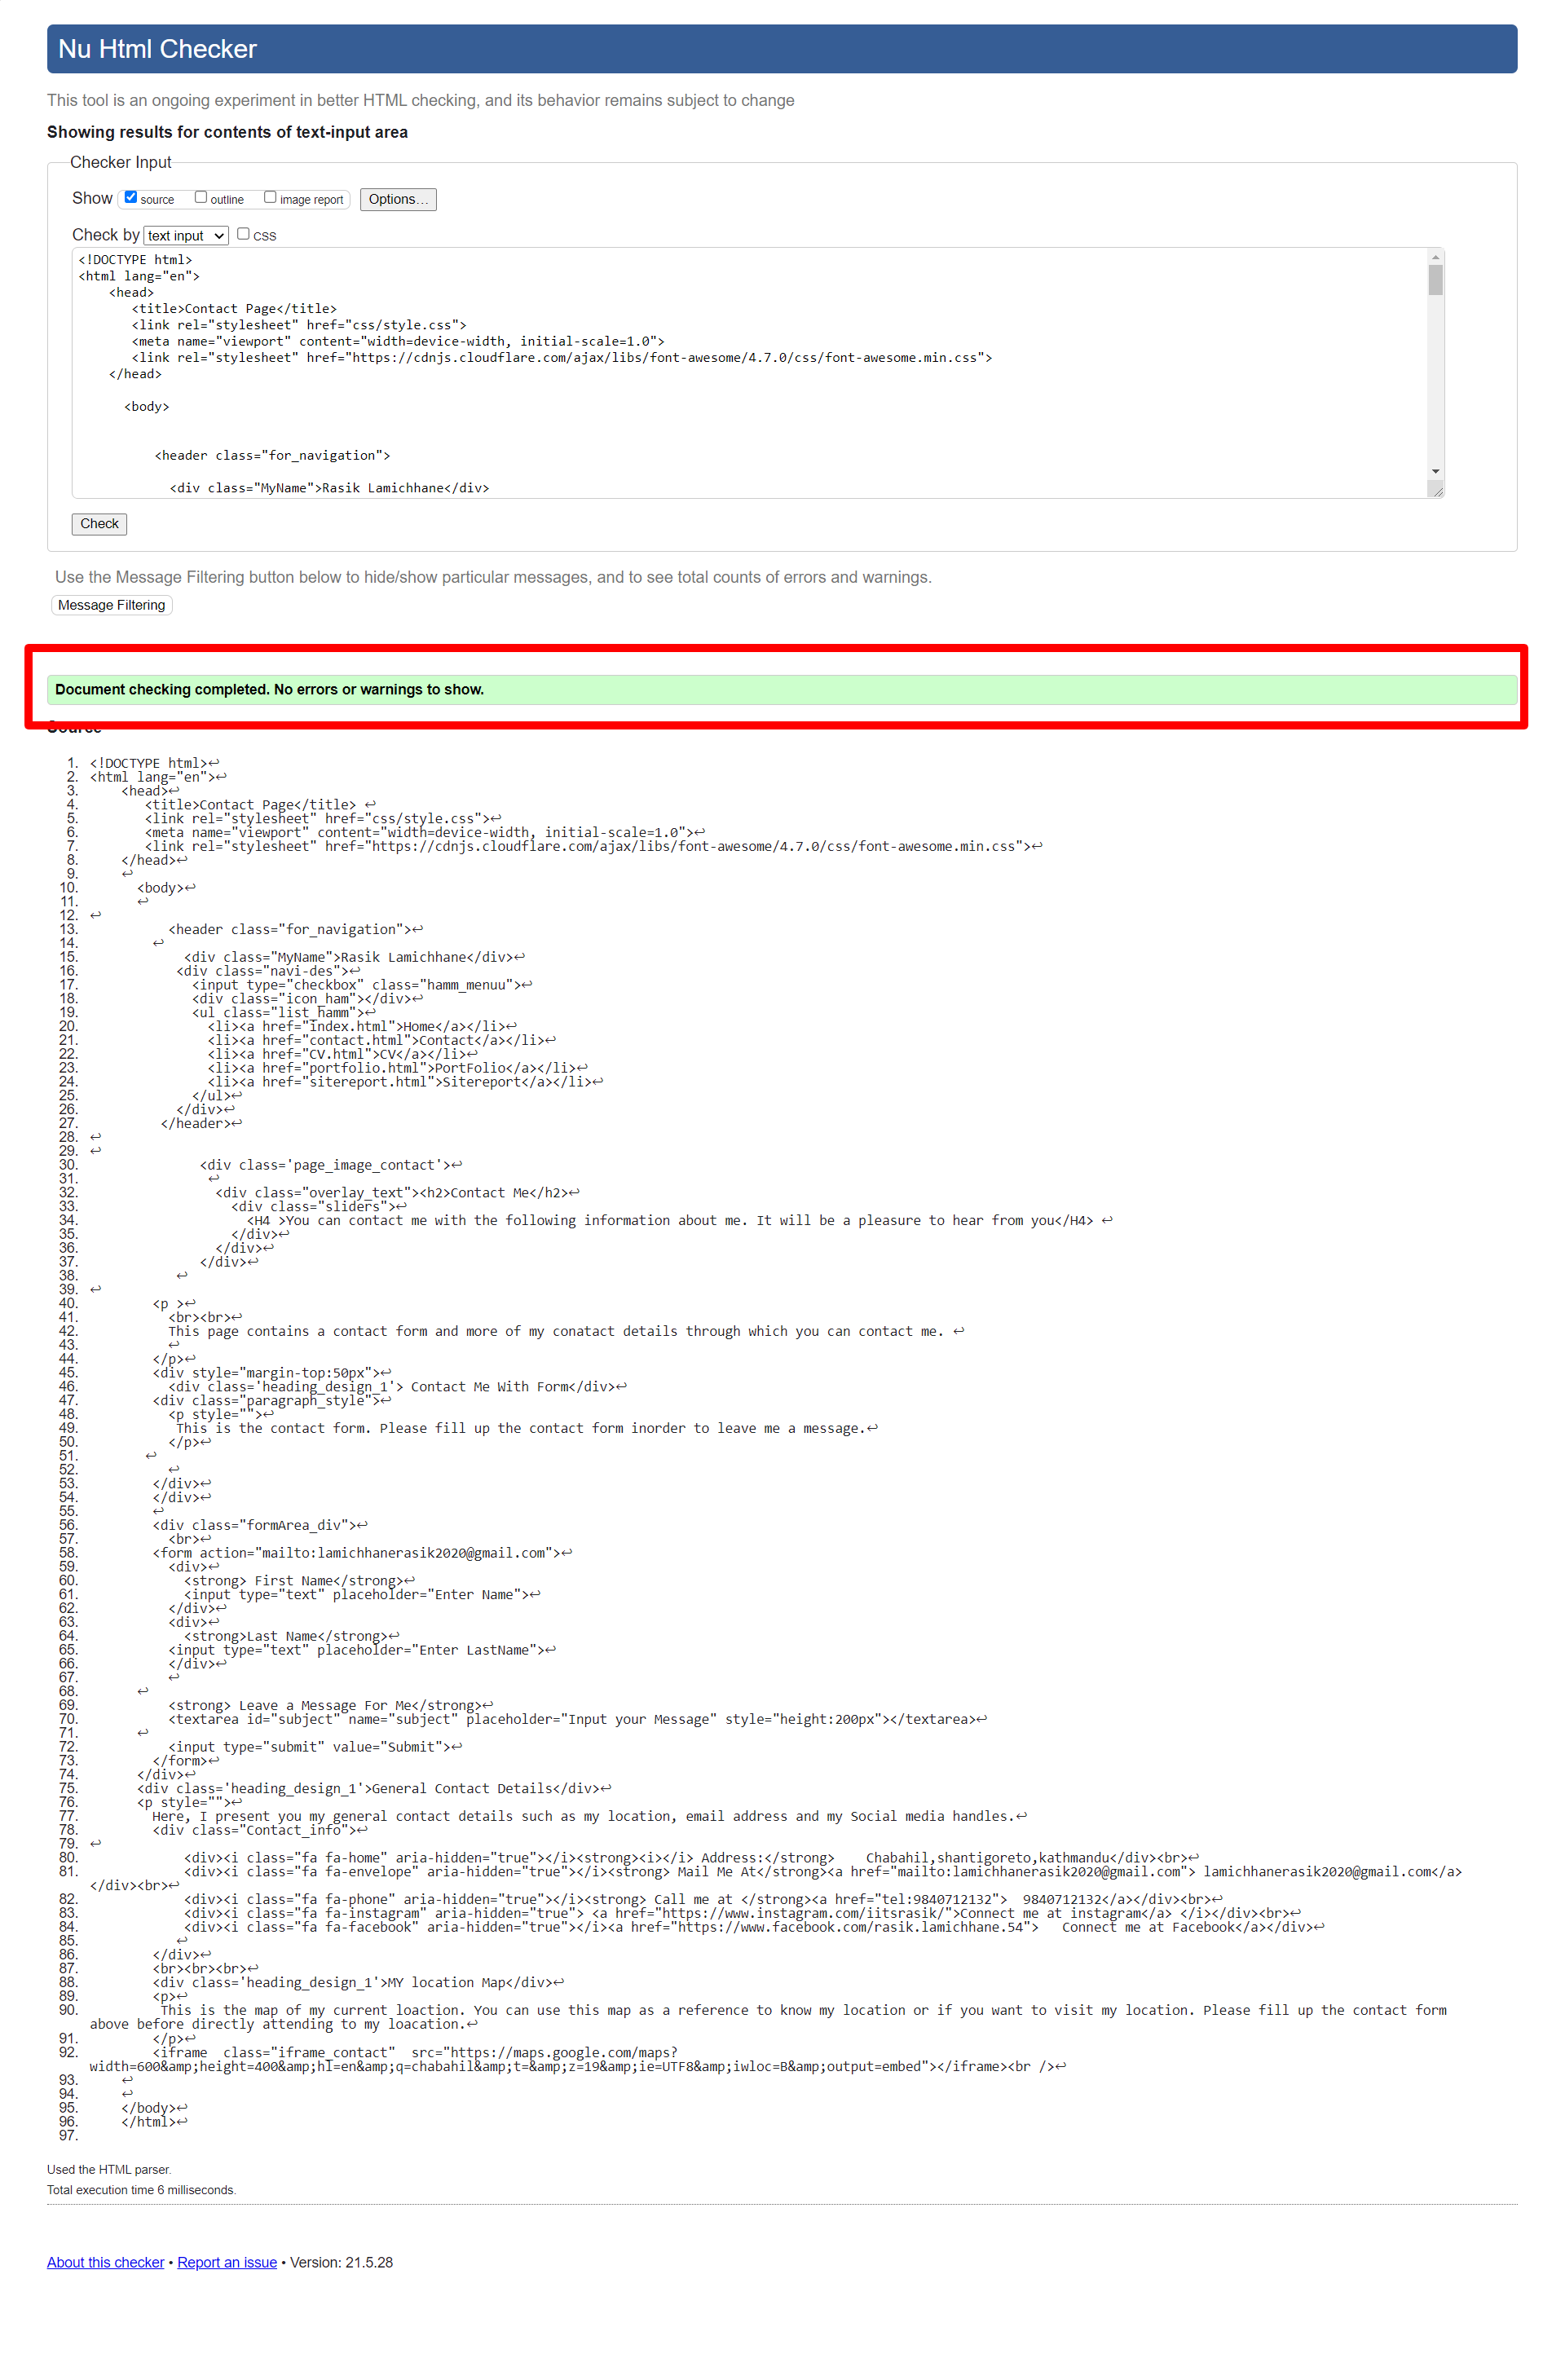 Nu Html Checker
This tool is an ongoing experiment in better HTML checking, and its behavior remains subject to change
Showing results for contents of text-input area
Checker Input
Show source outline image report Options...
Check by text input CSS
<!DOCTYPE html>
<html lang="en">
<head>
<title>Contact Page</title>
<link rel="stylesheet" href="css/style.css">
<meta name="viewport" content="width=device-width, initial-scale=1.0">
<link rel="stylesheet" href="https://cdnjs.cloudflare.com/ajax/libs/font-awesome/4.7.0/css/font-awesome.min.css">
</head>
<body>
<header class="for_navigation">
<div class="MyName">Rasik Lamichhane</div>
Check
Use the Message Filtering button below to hide/show particular messages, and to see total counts of errors and warnings.
Message Filtering
Document checking completed. No errors or warnings to show.
Source
1. <!DOCTYPE html>↩
2. <html lang="en">↩
3. <head>↩
4. <title>Contact Page</title> ↩
5. <link rel="stylesheet" href="css/style.css">↩
6. <meta name="viewport" content="width=device-width, initial-scale=1.0">↩
7. <link rel="stylesheet" href="https://cdnjs.cloudflare.com/ajax/libs/font-awesome/4.7.0/css/font-awesome.min.css">↩
8. </head>↩
9. ↩
10. <body>↩
11. ↩
12. ↩
13. <header class="for_navigation">↩
14. ↩
15. <div class="MyName">Rasik Lamichhane</div>↩
16. <div class="navi-des">↩
17. <input type="checkbox" class="hamm_menuu">↩
18. <div class="icon_ham"></div>↩
19. <ul class="list_hamm">↩
20. <li><a href="index.html">Home</a></li>↩
21. <li><a href="contact.html">Contact</a></li>↩
22. <li><a href="CV.html">CV</a></li>↩
23. <li><a href="portfolio.html">PortFolio</a></li>↩
24. <li><a href="sitereport.html">Sitereport</a></li>↩
25. </ul>↩
26. </div>↩
27. </header>↩
28. ↩
29. ↩
30. <div class='page_image_contact'>↩
31. ↩
32. <div class="overlay_text"><h2>Contact Me</h2>↩
33. <div class="sliders">↩
34. <H4 >You can contact me with the following information about me. It will be a pleasure to hear from you</H4> ↩
35. </div>↩
36. </div>↩
37. </div>↩
38. ↩
39. ↩
40. <p >↩
41. <br><br>↩
42. This page contains a contact form and more of my conatact details through which you can contact me. ↩
43. ↩
44. </p>↩
45. <div style="margin-top:50px">↩
46. <div class='heading_design_1'> Contact Me With Form</div>↩
47. <div class="paragraph_style">↩
48. <p style="">↩
49. This is the contact form. Please fill up the contact form inorder to leave me a message.↩
50. </p>↩
51. ↩
52. ↩
53. </div>↩
54. </div>↩
55. ↩
56. <div class="formArea_div">↩
57. <br>↩
58. <form action="mailto:lamichhanerasik2020@gmail.com">↩
59. <div>↩
60. <strong> First Name</strong>↩
61. <input type="text" placeholder="Enter Name">↩
62. </div>↩
63. <div>↩
64. <strong>Last Name</strong>↩
65. <input type="text" placeholder="Enter LastName">↩
66. </div>↩
67. ↩
68. ↩
69. <strong> Leave a Message For Me</strong>↩
70. <textarea id="subject" name="subject" placeholder="Input your Message" style="height:200px"></textarea>↩
71. ↩
72. <input type="submit" value="Submit">↩
73. </form>↩
74. </div>↩
75. <div class='heading_design_1'>General Contact Details</div>↩
76. <p style="">↩
77. Here, I present you my general contact details such as my location, email address and my Social media handles.↩
78. <div class="Contact_info">↩
79. ↩
80. <div><i class="fa fa-home" aria-hidden="true"></i><strong><i></i> Address:</strong> Chabahil,shantigoreto,kathmandu</div><br>↩
81. <div><i class="fa fa-envelope" aria-hidden="true"></i><strong> Mail Me At</strong><a href="mailto:lamichhanerasik2020@gmail.com"> lamichhanerasik2020@gmail.com</a>
</div><br>↩
82. <div><i class="fa fa-phone" aria-hidden="true"></i><strong> Call me at </strong><a href="tel:9840712132"> 9840712132</a></div><br>↩
83. <div><i class="fa fa-instagram" aria-hidden="true"> <a href="https://www.instagram.com/iitsrasik/">Connect me at instagram</a> </i></div><br>↩
84. <div><i class="fa fa-facebook" aria-hidden="true"></i><a href="https://www.facebook.com/rasik.lamichhane.54"> Connect me at Facebook</a></div>↩
85. ↩
86. </div>↩
87. <br><br><br>↩
88. <div class='heading_design_1'>MY location Map</div>↩
89. <p>↩
90. This is the map of my current loaction. You can use this map as a reference to know my location or if you want to visit my location. Please fill up the contact form
above before directly attending to my loacation.↩
91. </p>↩
92. <iframe class="iframe_contact" src="https://maps.google.com/maps?
width=600&amp;height=400&amp;hl=en&amp;q=chabahil&amp;t=&amp;z=19&amp;ie=UTF8&amp;iwloc=B&amp;output=embed"></iframe><br />↩
93. ↩
94. ↩
95. </body>↩
96. </html>↩
97.
Used the HTML parser.
Total execution time 6 milliseconds.
About this checker • Report an issue • Version: 21.5.28